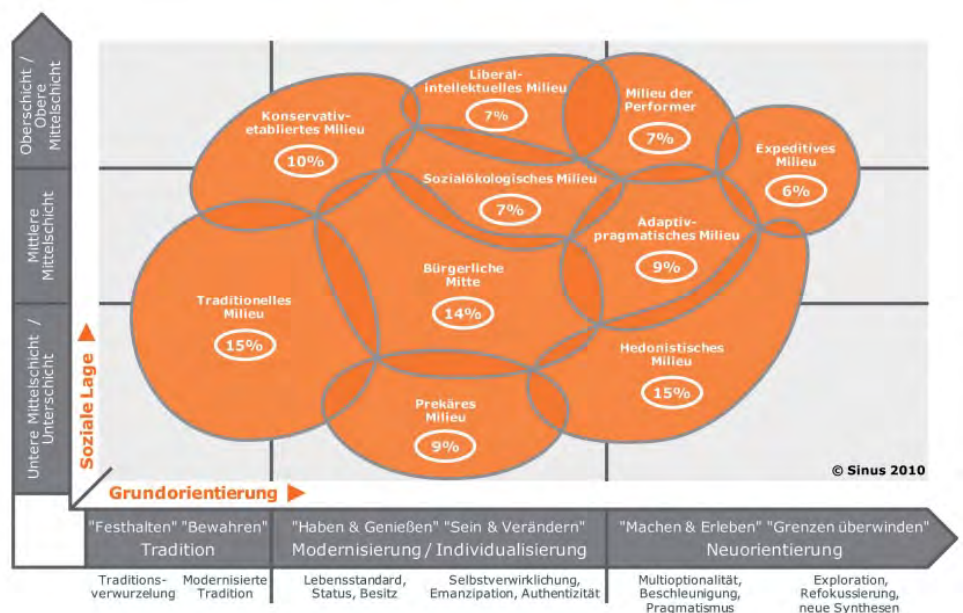 Oberschicht /
Obere
Mittelschicht
Mittlere
Mittelschicht
Untere Mittelschicht /
Unterschicht
Soziale Lage
Konservativ-
etabliertes Milieu
10%
Liberal-
intellektuelles Milieu
7%
Milieu der
Performer
7%
Expeditives
Milieu
6%
Sozialökologisches Milieu
7%
Adaptiv-
pragmatisches Milieu
9%
Traditionelles
Milieu
15%
Bürgerliche
Mitte
14%
Hedonistisches
Milieu
15%
Prekäres
Milieu
9%
© Sinus 2010
Grundorientierung
"Festhalten" "Bewahren"
Tradition
"Haben & Genießen" "Sein & Verändern"
Modernisierung / Individualisierung
"Machen & Erleben" "Grenzen überwinden"
Neuorientierung
Traditions-
verwurzelung
Modernisierte
Tradition
Lebensstandard,
Status, Besitz
Selbstverwirklichung,
Emanzipation, Authentizität
Multioptionalität,
Beschleunigung,
Pragmatismus
Exploration,
Refokussierung,
neue Synthesen